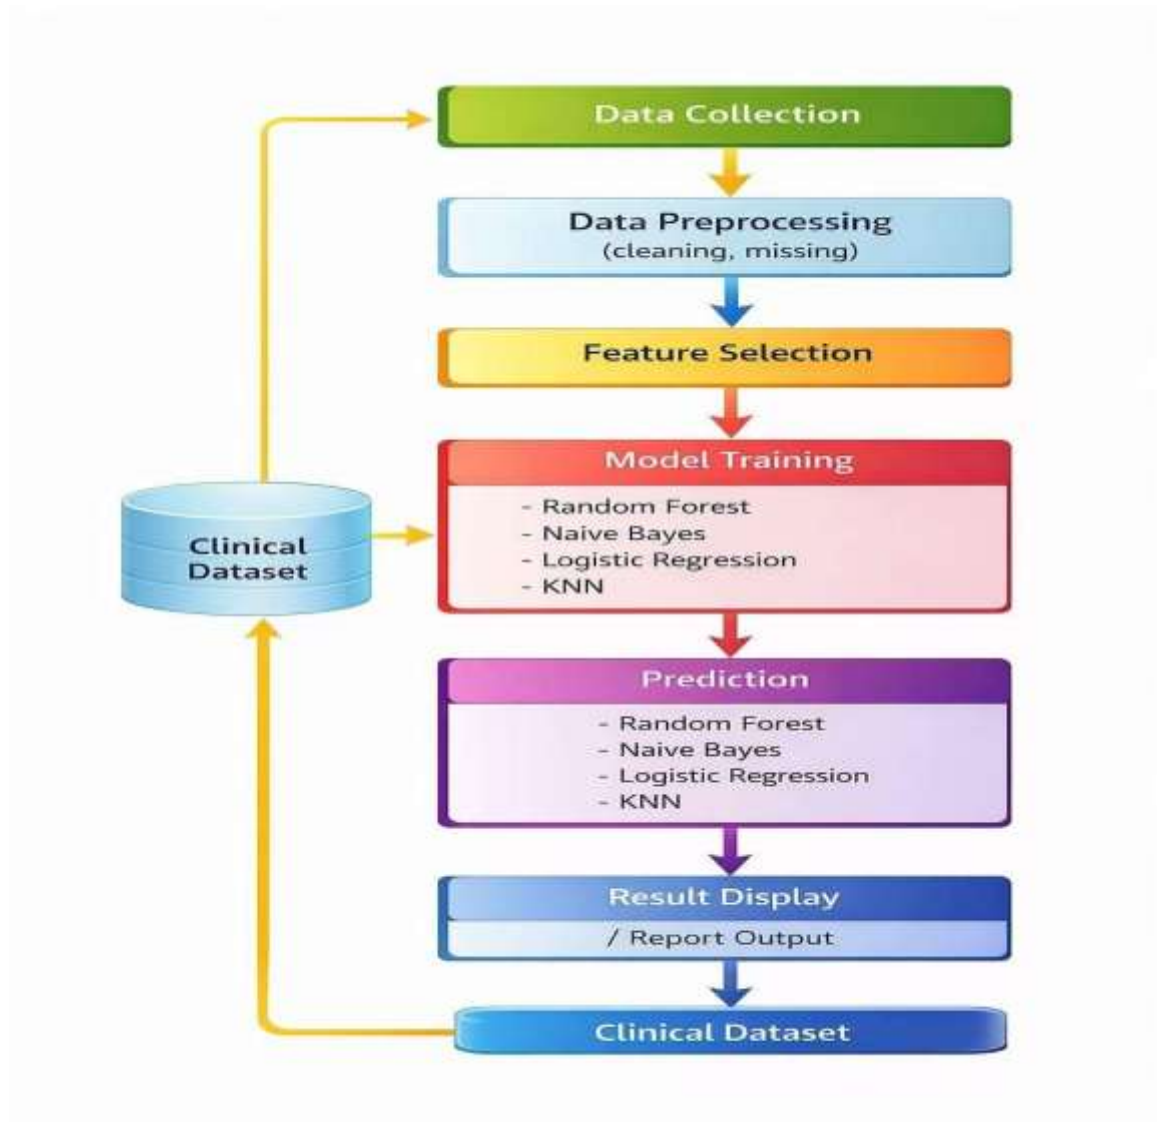 Data Collection
Data Preprocessing
(cleaning, missing)
Feature Selection
Model Training
- Random Forest
- Naive Bayes
- Logistic Regression
- KNN
Clinical
Dataset
Prediction
- Random Forest
- Naive Bayes
- Logistic Regression
- KNN
Result Display
/ Report Output
Clinical Dataset